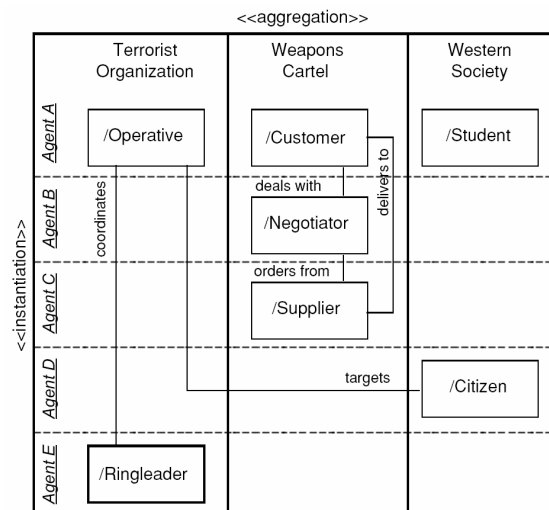 <<aggregation>>
Terrorist
Organization
Weapons
Cartel
Western
Society
<<instantiation>>
Agent A
/Operative
/Customer
/Student
delivers to
coordinates
deals with
Agent B
/Negotiator
orders from
Agent C
/Supplier
Agent D
targets
/Citizen
Agent E
/Ringleader